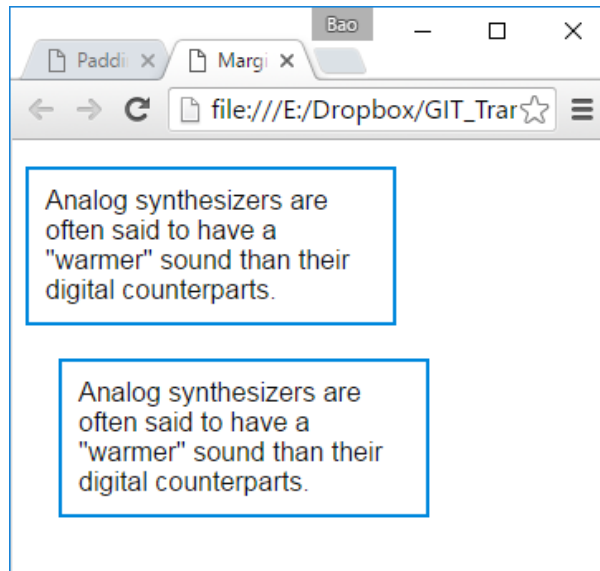 Bao
Paddi
Margi
file:///E:/Dropbox/GIT_Trar
Analog synthesizers are
often said to have a
"warmer" sound than their
digital counterparts.
Analog synthesizers are
often said to have a
"warmer" sound than their
digital counterparts.